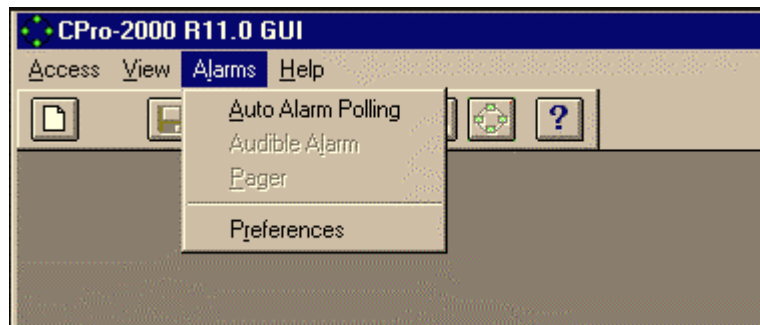 CPro-2000 R11.0 GUI
Access View Alarms Help
Auto Alarm Polling
?
Audible Alarm
Pager
Preferences